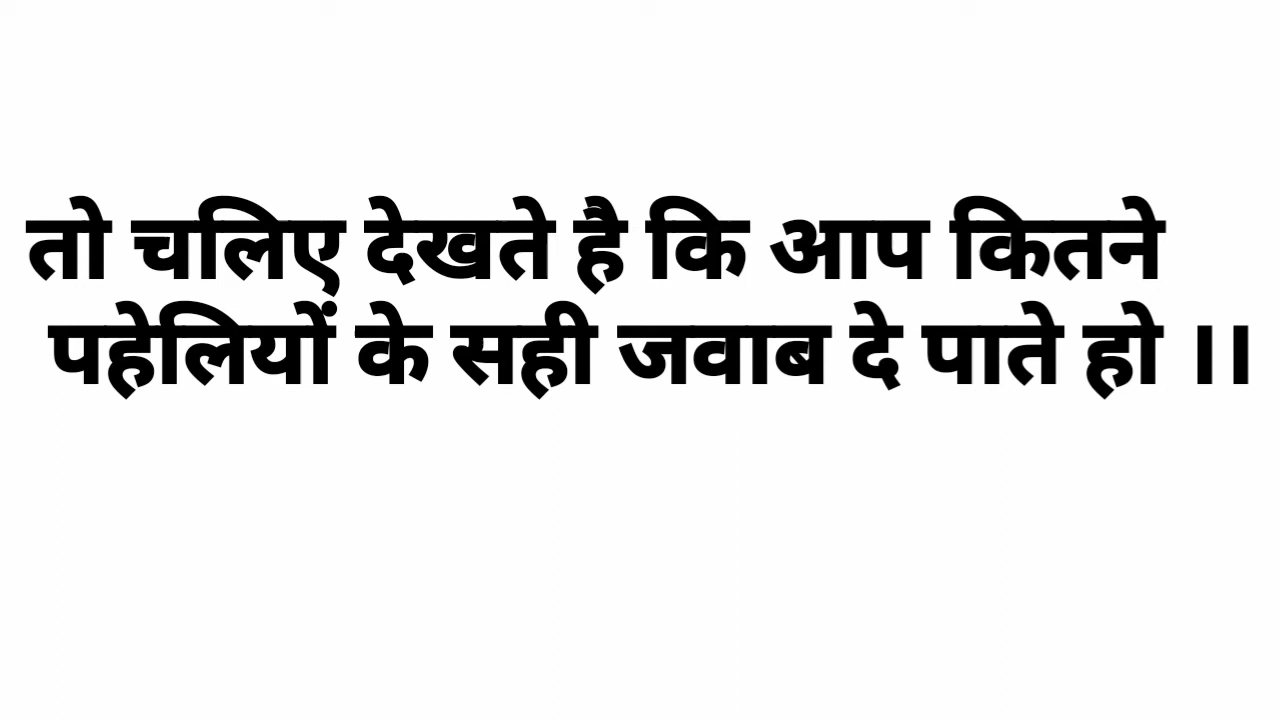 तो चलिए देखते है कि आप कितने
पहेलियों के सही जवाब दे पाते हो ।।